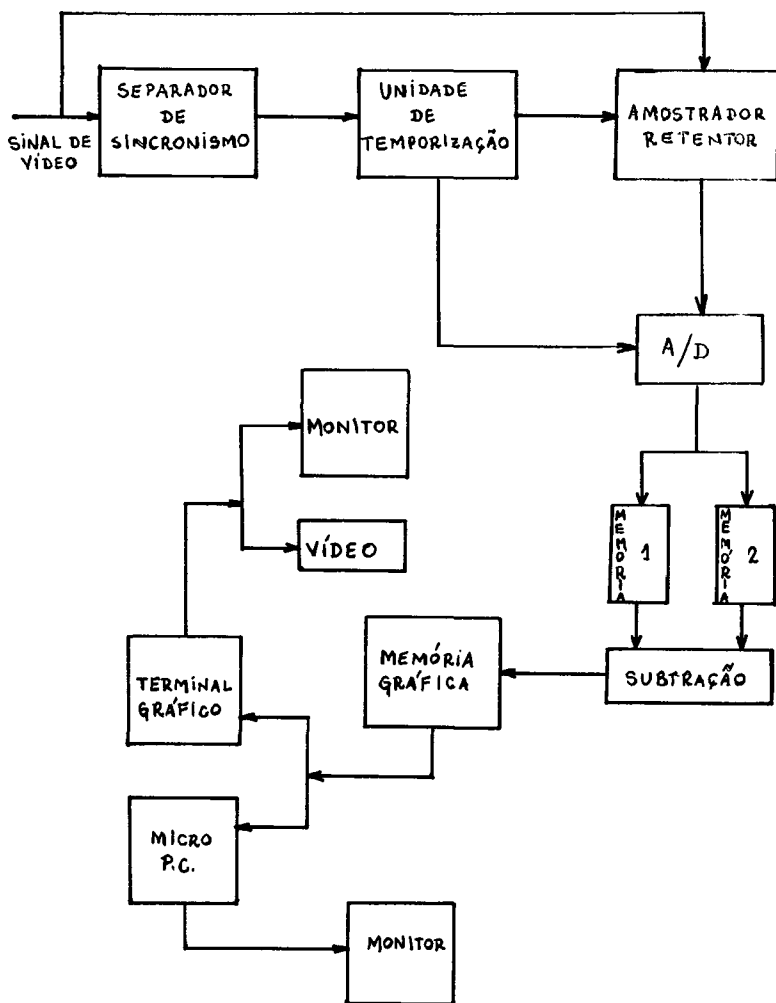 SINAL DE
VÍDEO
SEPARADOR
DE
SINCRONISMO
UNIDADE
DE
TEMPORIZAÇÃO
AMOSTRADOR
RETENTOR
A/D
MONITOR
VÍDEO
MEMÓRIA
1
MEMÓRIA
2
TERMINAL
GRÁFICO
MEMÓRIA
GRÁFICA
SUBTRAÇÃO
MICRO
P.C.
MONITOR